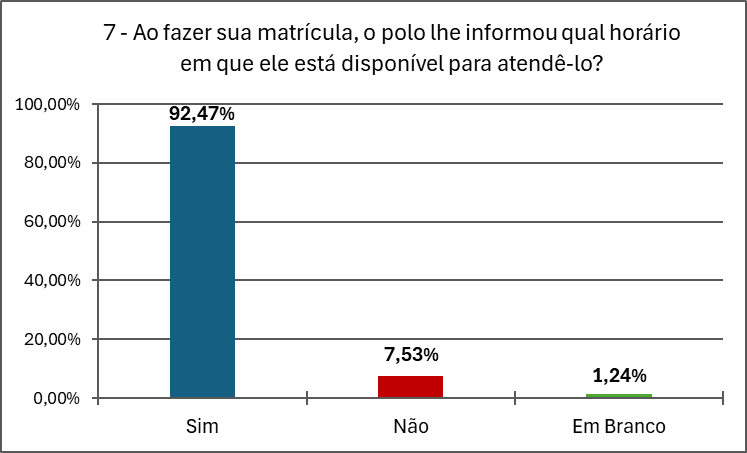 7 - Ao fazer sua matrícula, o polo lhe informou qual horário
em que ele está disponível para atendê-lo?
100,00%
80,00%
60,00%
40,00%
20,00%
0,00%
92,47%
7,53%
1,24%
Sim
Não
Em Branco